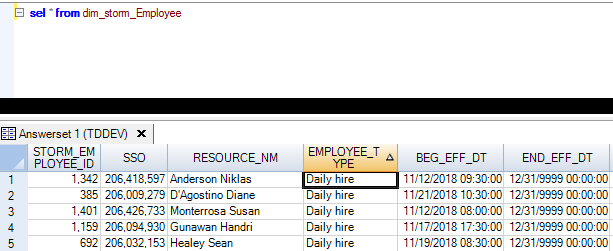 sel * from dim_storm_Employee
Answerset 1 (TDDEV)
STORM_EM PLOYEE_ID SSO RESOURCE_NM EMPLOYEE_T YPE BEG_EFF_DT END_EFF_DT
1 1,342 206,418,597 Anderson Niklas Daily hire 11/12/2018 09:30:00 12/31/9999 00:00:00
2 385 206,009,279 D'Agostino Diane Daily hire 11/21/2018 10:30:00 12/31/9999 00:00:00
3 1,401 206,426,733 Monterrosa Susan Daily hire 11/12/2018 08:00:00 12/31/9999 00:00:00
4 1,159 206,094,930 Gunawan Handri Daily hire 11/17/2018 17:30:00 12/31/9999 00:00:00
5 692 206,032,153 Healey Sean Daily hire 11/19/2018 08:30:00 12/31/9999 00:00:00